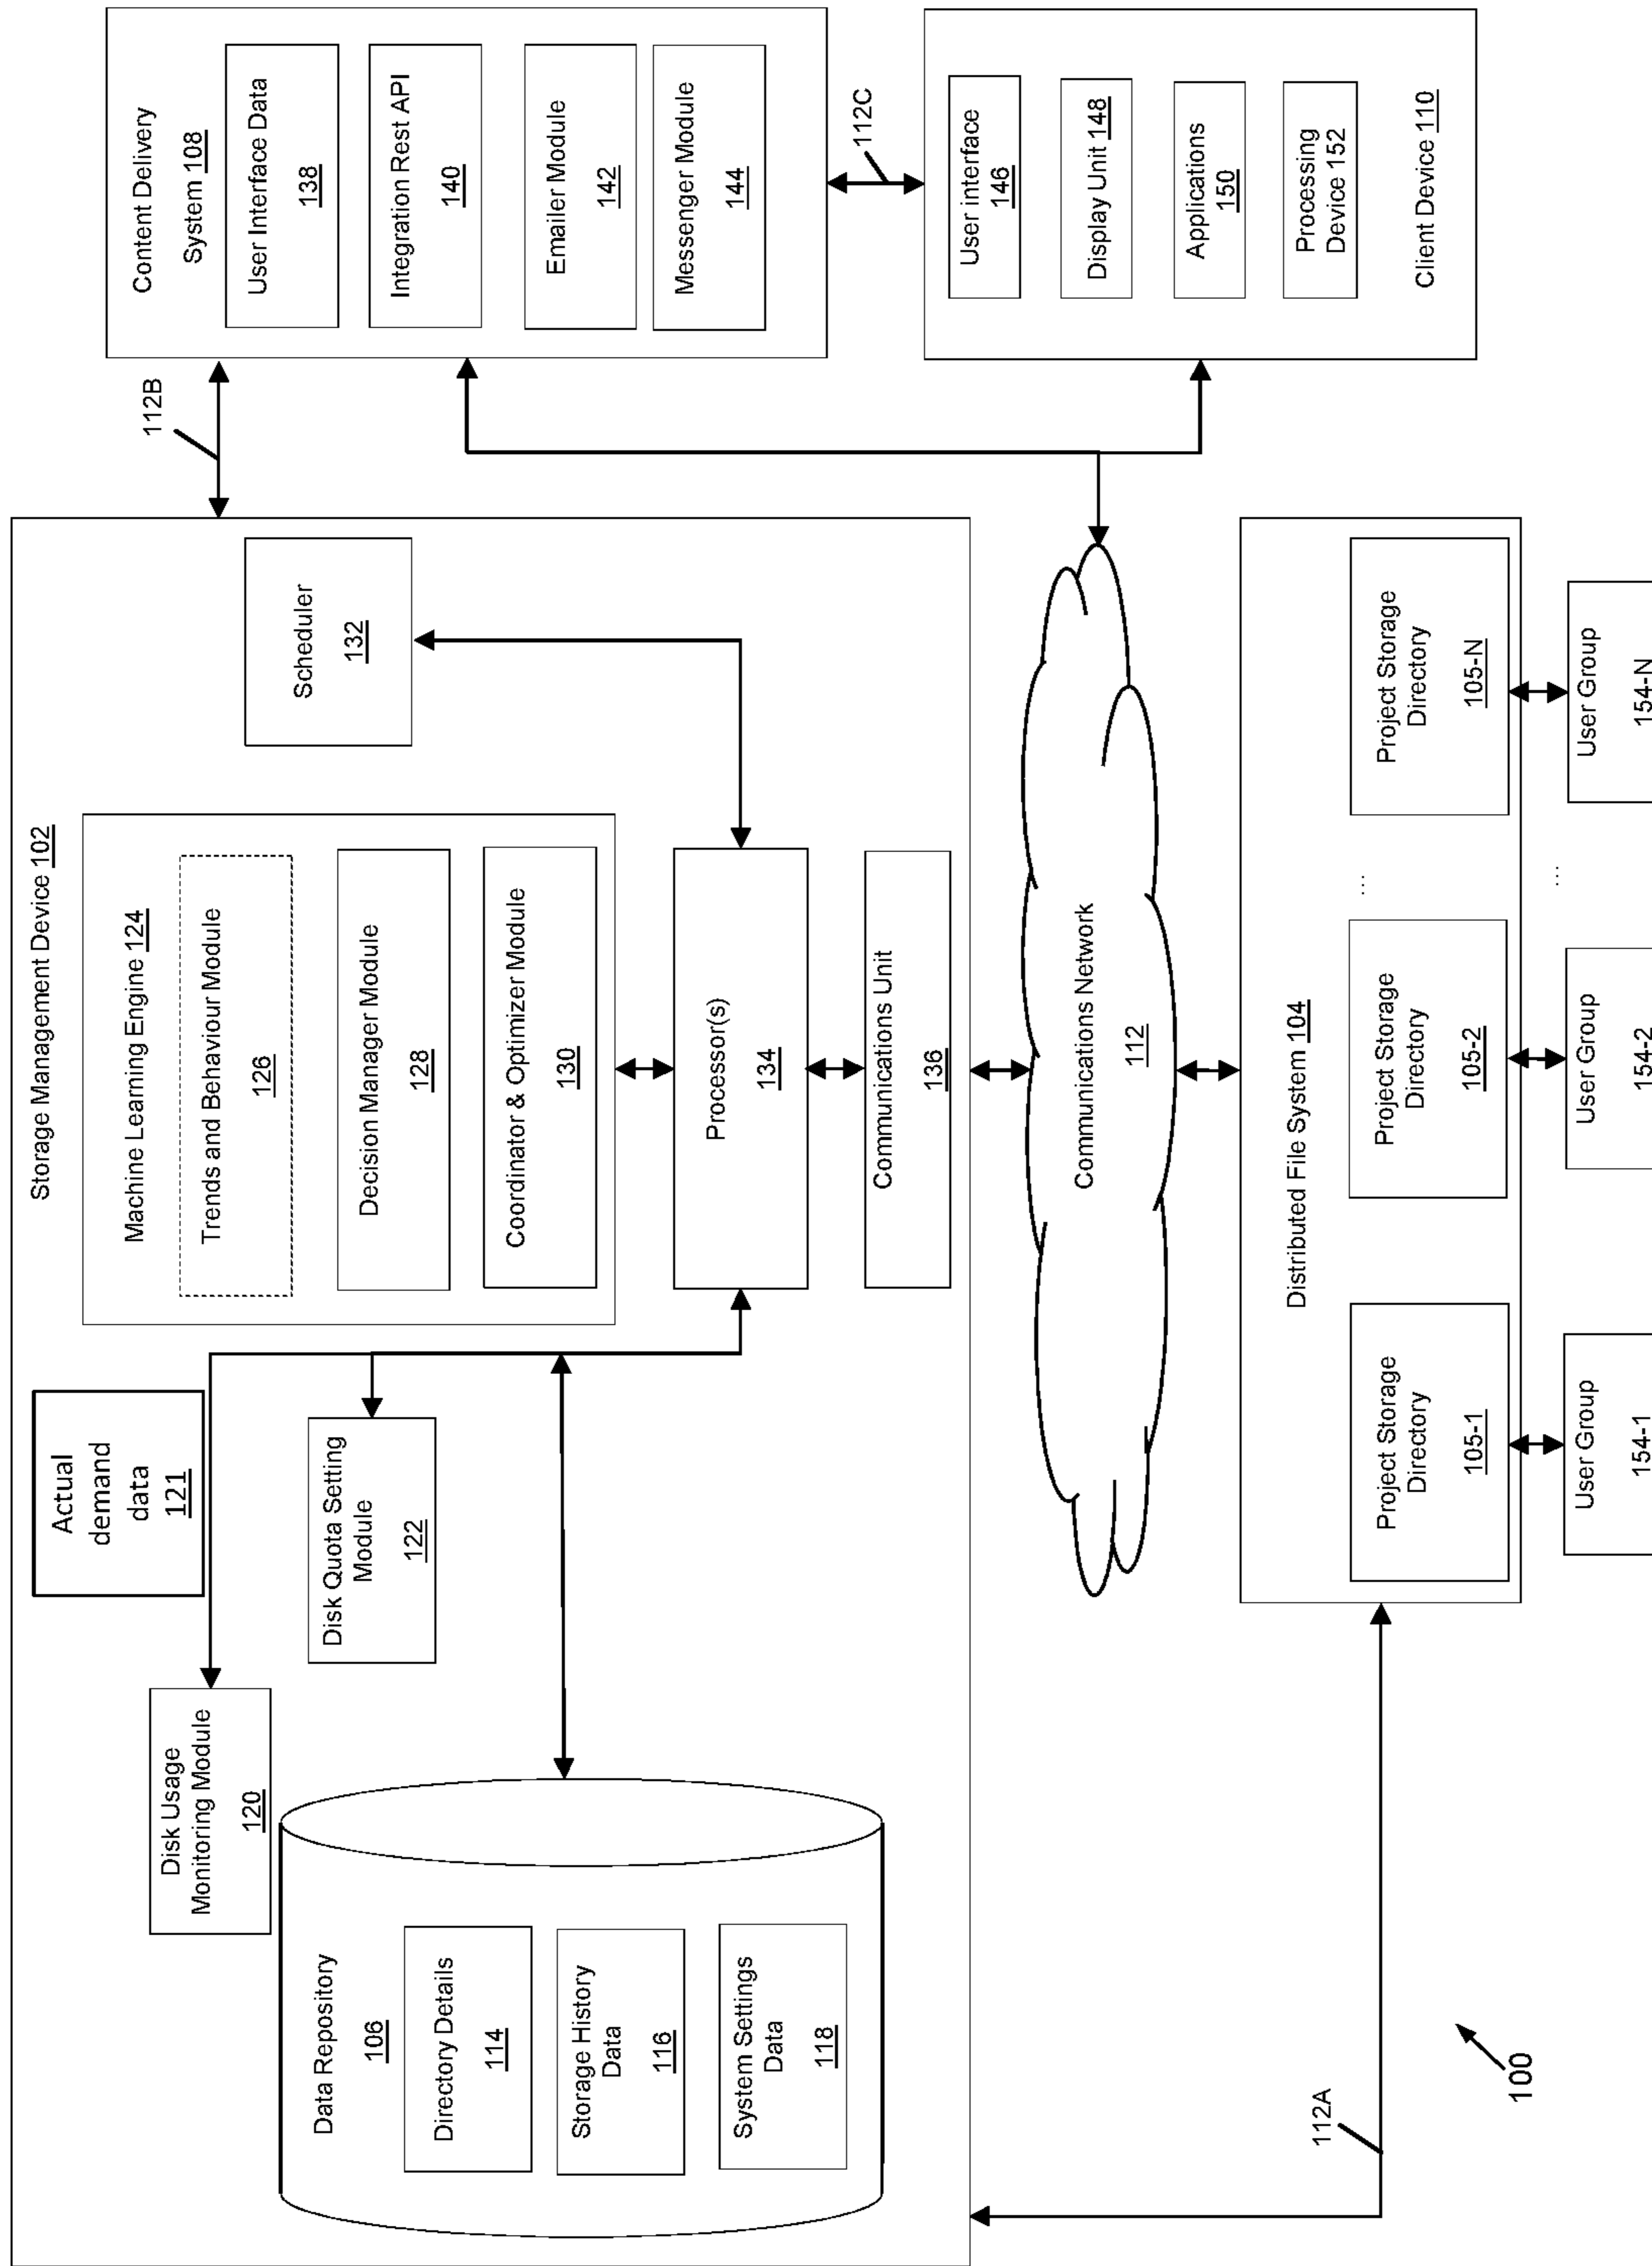 Storage Management Device 102
Data Repository
106
Directory Details
114
Storage History
Data
116
System Settings
Data
118
Disk Usage
Monitoring Module
120
Actual
demand
data
121
Disk Quota Setting
Module
122
Machine Learning Engine 124
Trends and Behaviour Module
126
Decision Manager Module
128
Coordinator & Optimizer Module
130
Scheduler
132
Processor(s)
134
Communications Unit
136
112B
Content Delivery
System 108
User Interface Data
138
Integration Rest API
140
Emailer Module
142
Messenger Module
144
112C
User interface
146
Display Unit 148
Applications
150
Processing
Device 152
Client Device 110
Communications Network
112
112A
Distributed File System 104
Project Storage
Directory
105-1
Project Storage
Directory
105-2
...
Project Storage
Directory
105-N
User Group
154-1
User Group
154-2
...
User Group
154-N
100